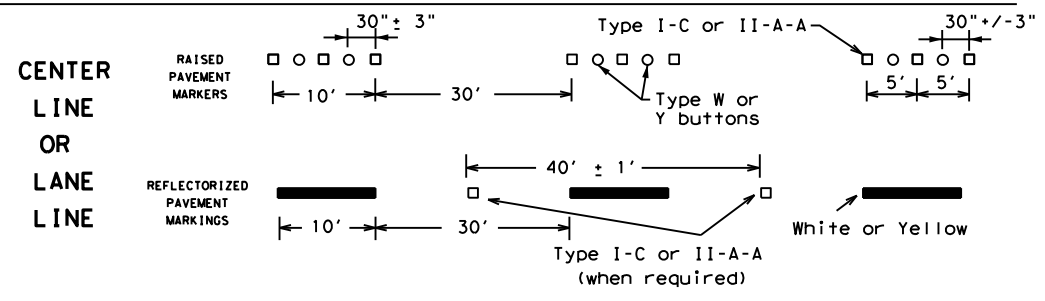 CENTER
LINE
OR
LANE
LINE
RAISED
PAVEMENT
MARKERS
30"± 3"
10'
30'
Type I-C or II-A-A
Type W or
Y buttons
30"+/-3"
5'
5'
REFLECTORIZED
PAVEMENT
MARKINGS
10'
30'
40' ± 1'
Type I-C or II-A-A
(when required)
White or Yellow